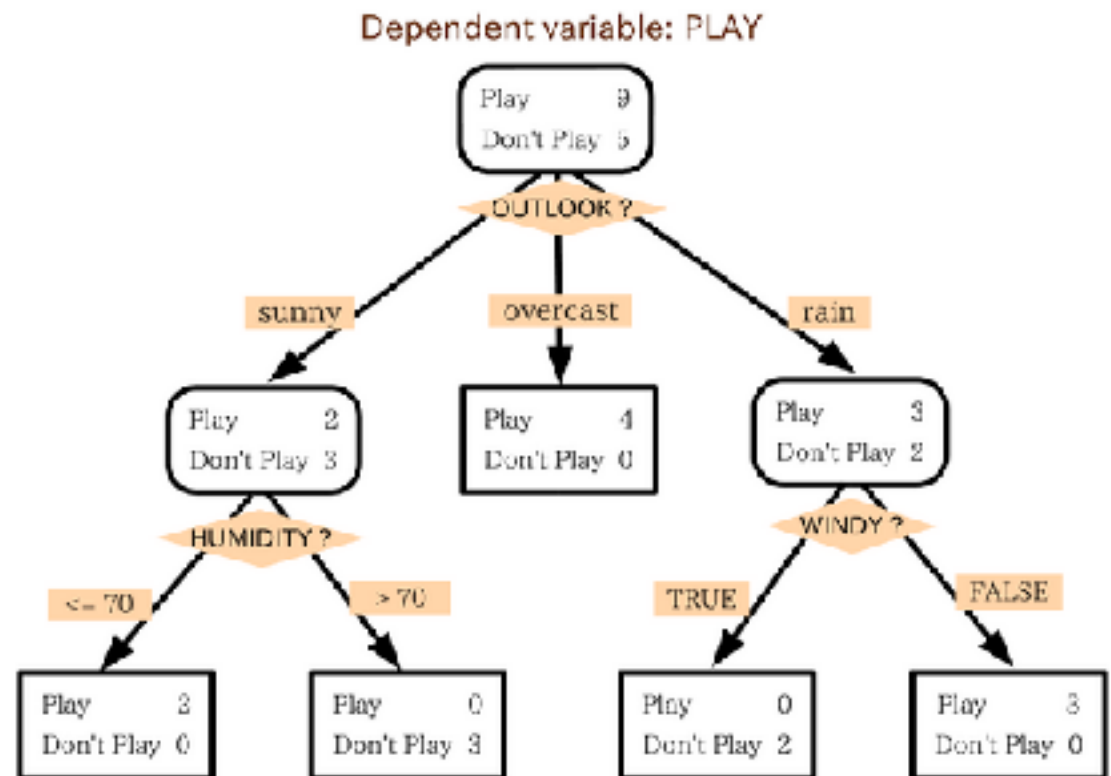 Dependent variable: PLAY
Play 9
Don't Play 5
OUTLOOK ?
sunny
overcast
rain
Play 2
Don't Play 3
Play 4
Don't Play 0
Play 3
Don't Play 2
HUMIDITY ?
WINDY ?
<= 70
> 70
TRUE
FALSE
Play 2
Don't Play 0
Play 0
Don't Play 3
Play 0
Don't Play 2
Play 3
Don't Play 0